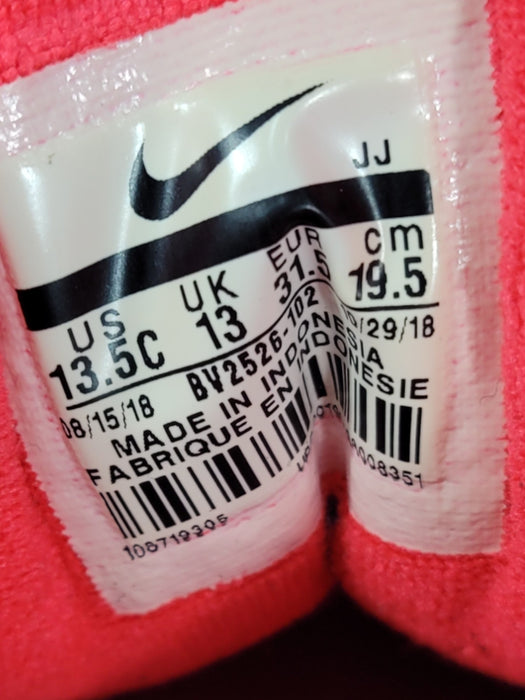 JJ
US UK EUR cm
13.5C 13 31.5 19.5
08/15/18 BV2526-102 /29/18
MADE IN INDONESIA
FABRIQUE EN INDONESIE